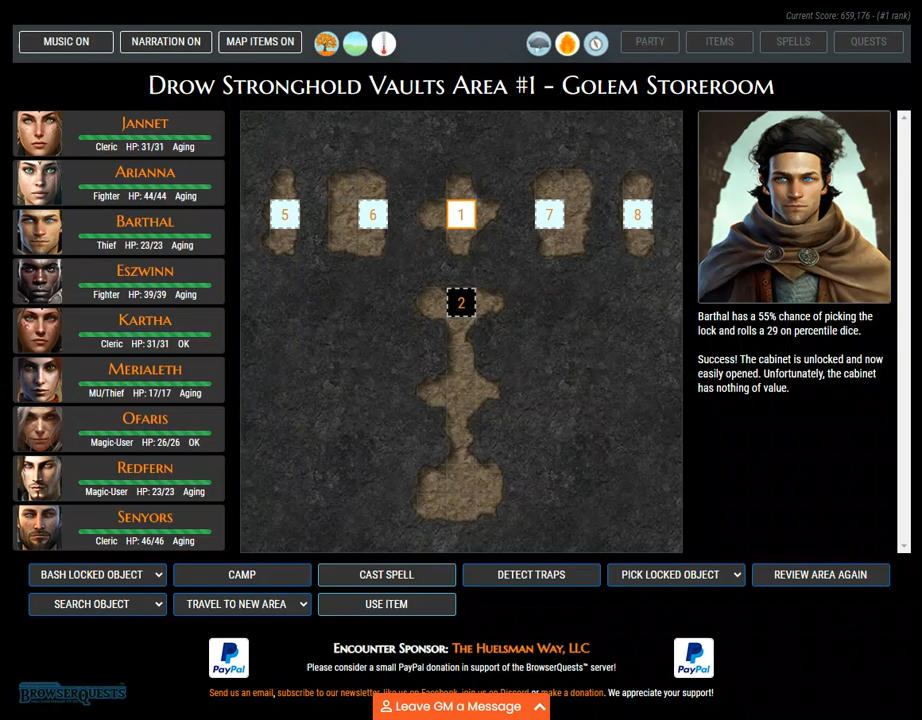 Current Score: 659,176 - (#1 rank)
MUSIC ON
NARRATION ON
MAP ITEMS ON
PARTY
ITEMS
SPELLS
QUESTS
Drow Stronghold Vaults Area #1 - Golem Storeroom
Jannet
Cleric HP: 31/31 Aging
Arianna
Fighter HP: 44/44 Aging
Barthal
Thief HP: 23/23 Aging
Eszwinn
Fighter HP: 39/39 Aging
Kartha
Cleric HP: 31/31 OK
Merialeth
MU/Thief HP: 17/17 Aging
Ofaris
Magic-User HP: 26/26 OK
Redfern
Magic-User HP: 23/23 Aging
Senyors
Cleric HP: 46/46 Aging
5
6
1
7
8
2
Barthal has a 55% chance of picking the
lock and rolls a 29 on percentile dice.
Success! The cabinet is unlocked and now
easily opened. Unfortunately, the cabinet
has nothing of value.
BASH LOCKED OBJECT
CAMP
CAST SPELL
DETECT TRAPS
PICK LOCKED OBJECT
REVIEW AREA AGAIN
SEARCH OBJECT
TRAVEL TO NEW AREA
USE ITEM
PayPal
Encounter Sponsor: The Huelsman Way, LLC
Please consider a small PayPal donation in support of the BrowserQuests™ server!
PayPal
BrowserQuests
Send us an email, subscribe to our newsletter, like us on Facebook, join us on Discord or make a donation. We appreciate your support!
Leave GM a Message